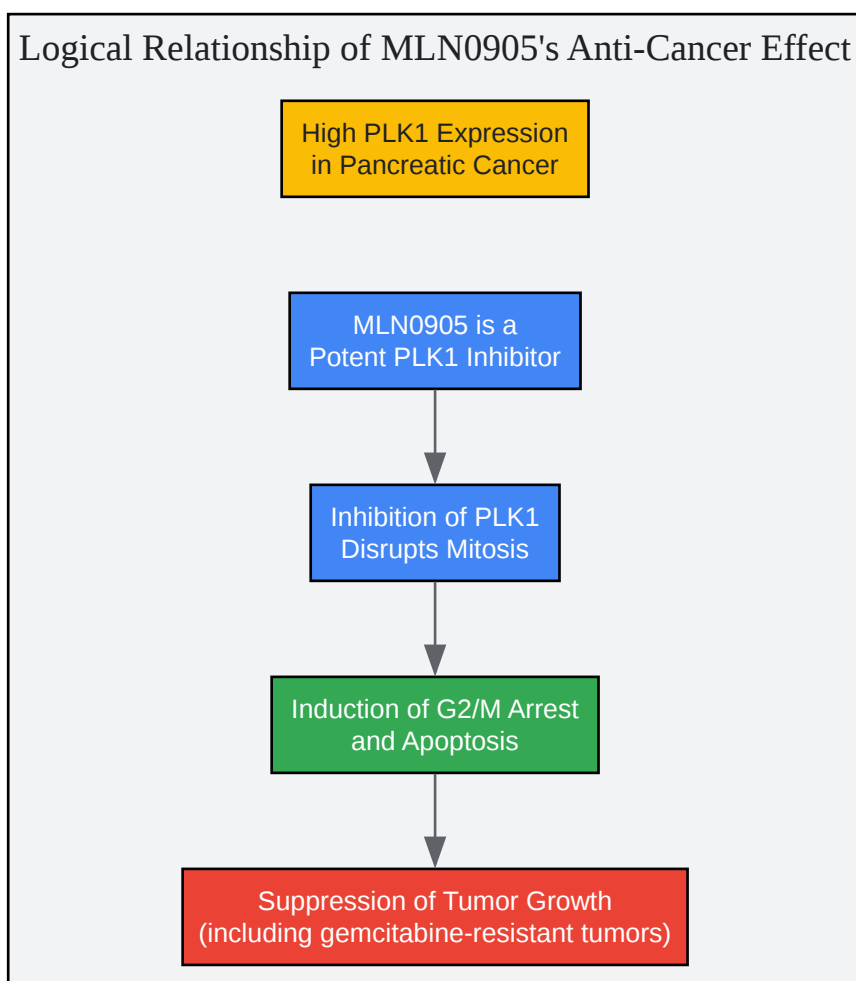 Logical Relationship of MLN0905's Anti-Cancer Effect
High PLK1 Expression
in Pancreatic Cancer
MLN0905 is a
Potent PLK1 Inhibitor
Inhibition of PLK1
Disrupts Mitosis
Induction of G2/M Arrest
and Apoptosis
Suppression of Tumor Growth
(including gemcitabine-resistant tumors)